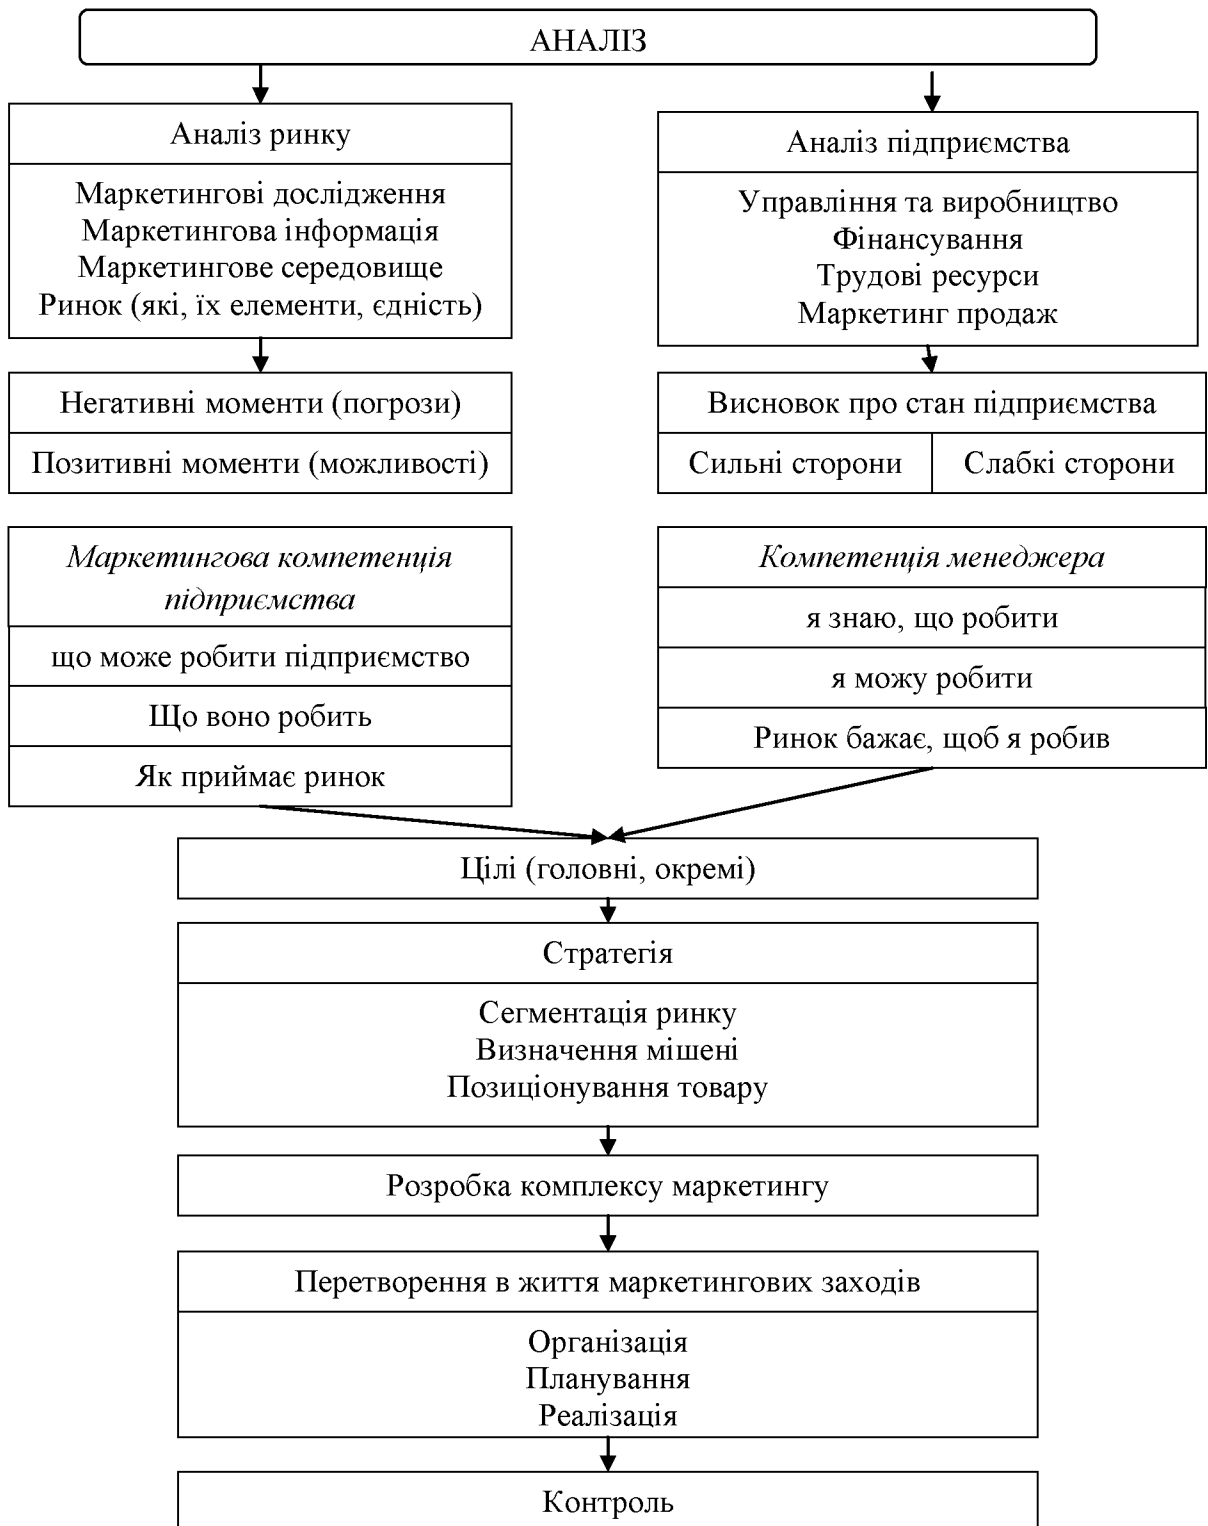 АНАЛІЗ
Аналіз ринку
Маркетингові дослідження
Маркетингова інформація
Маркетингове середовище
Ринок (які, їх елементи, єдність)
Негативні моменти (погрози)
Позитивні моменти (можливості)
Аналіз підприємства
Управління та виробництво
Фінансування
Трудові ресурси
Маркетинг продаж
Висновок про стан підприємства
Сильні сторони
Слабкі сторони
Маркетингова компетенція
підприємства
що може робити підприємство
Що воно робить
Як приймає ринок
Компетенція менеджера
я знаю, що робити
я можу робити
Ринок бажає, щоб я робив
Цілі (головні, окремі)
Стратегія
Сегментація ринку
Визначення мішені
Позиціонування товару
Розробка комплексу маркетингу
Перетворення в життя маркетингових заходів
Організація
Планування
Реалізація
Контроль